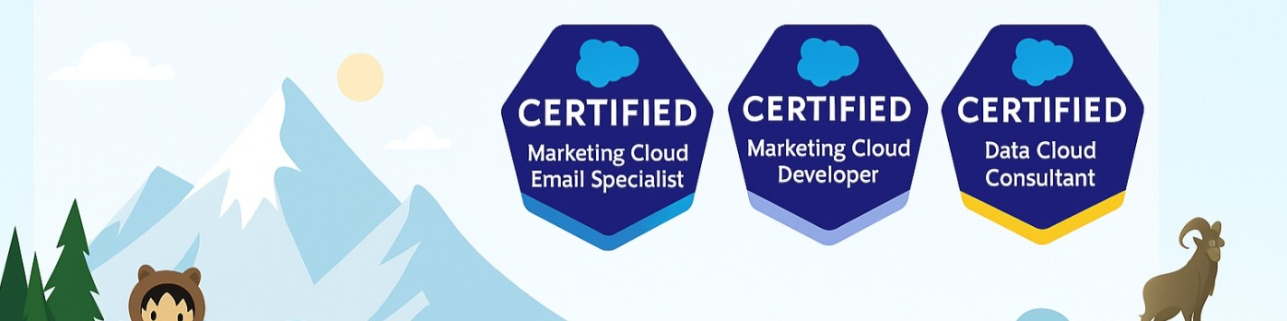 CERTIFIED
Marketing Cloud
Email Specialist
CERTIFIED
Marketing Cloud
Developer
CERTIFIED
Data Cloud
Consultant